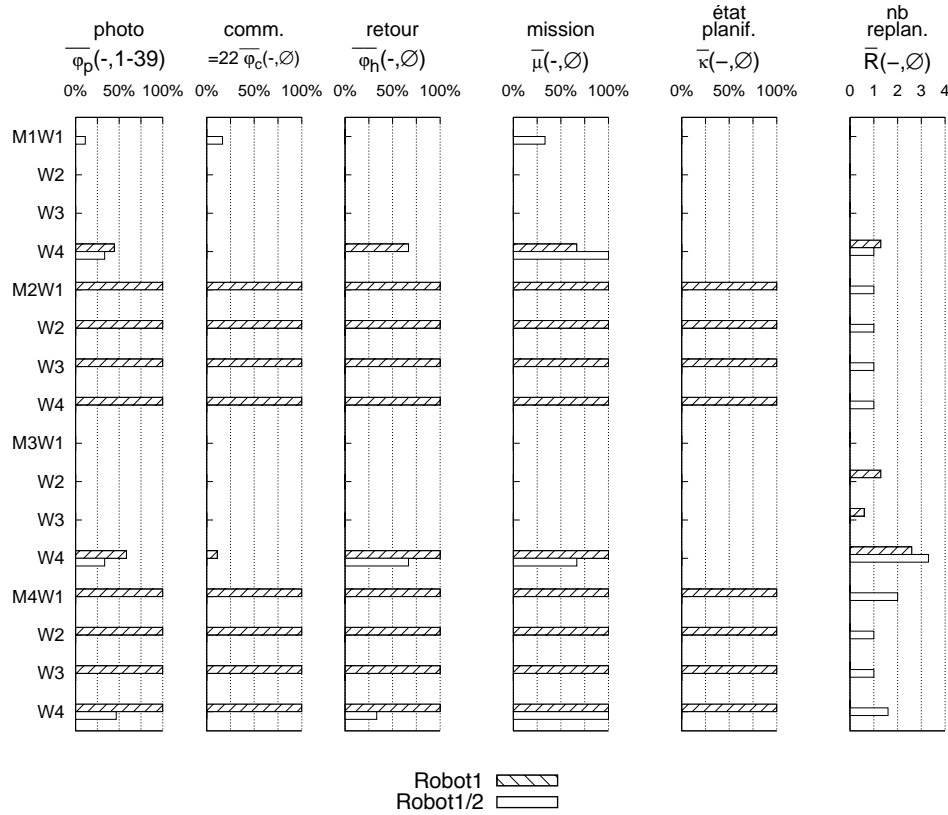 photo
comm.
retour
mission
état
planif.
nb
replan.
φp(-,1-39)
=22 φc(-,∅)
φh(-,∅)
μ(-,∅)
κ(−,∅)
R(−,∅)
0% 50% 100%
0% 50% 100%
0% 50% 100%
0% 50% 100%
0% 50% 100%
0 1 2 3 4
M1W1
W2
W3
W4
M2W1
W2
W3
W4
M3W1
W2
W3
W4
M4W1
W2
W3
W4
Robot1
Robot1/2